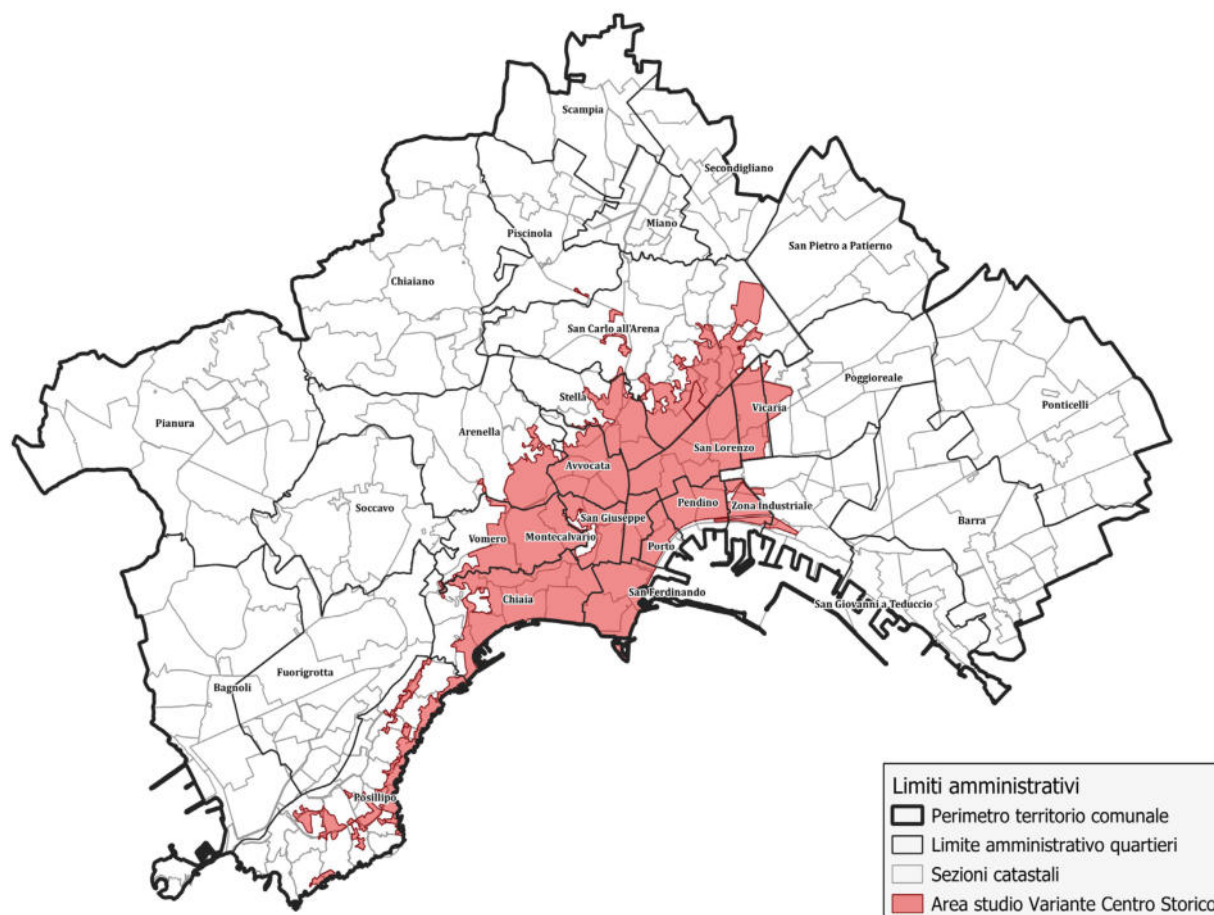 Scampia
Secondigliano
Miano
Piscinola
San Pietro a Patierno
Chiaiano
San Carlo all'Arena
Poggioreale
Stella
Vicaria
Ponticelli
Pianura
Arenella
San Lorenzo
Avvocata
Pendino
Zona Industriale
Soccavo
San Giuseppe
Barra
Vomero
Montecalvario
Porto
Chiaia
San Ferdinando
San Giovanni a Teduccio
Fuorigrotta
Bagnoli
Posillipo
Limiti amministrativi
Perimetro territorio comunale
Limite amministrativo quartieri
Sezioni catastali
Area studio Variante Centro Storico